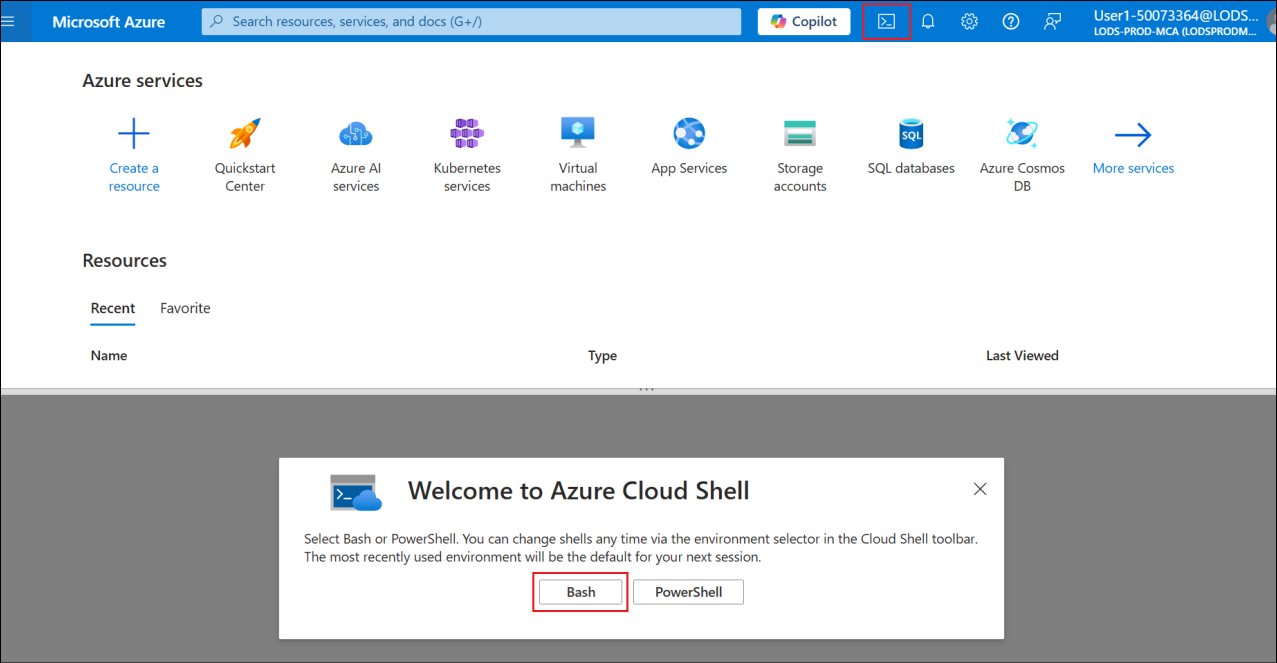 Microsoft Azure
Search resources, services, and docs (G+/)
Copilot
User1-50073364@LODS...
LODS-PROD-MCA (LODSPRODM...
Azure services
Create a
resource
Quickstart
Center
Azure AI
services
Kubernetes
services
Virtual
machines
App Services
Storage
accounts
SQL
SQL databases
Azure Cosmos
DB
More services
Resources
Recent
Favorite
Name
Type
Last Viewed
Welcome to Azure Cloud Shell
Select Bash or PowerShell. You can change shells any time via the environment selector in the Cloud Shell toolbar.
The most recently used environment will be the default for your next session.
Bash
PowerShell